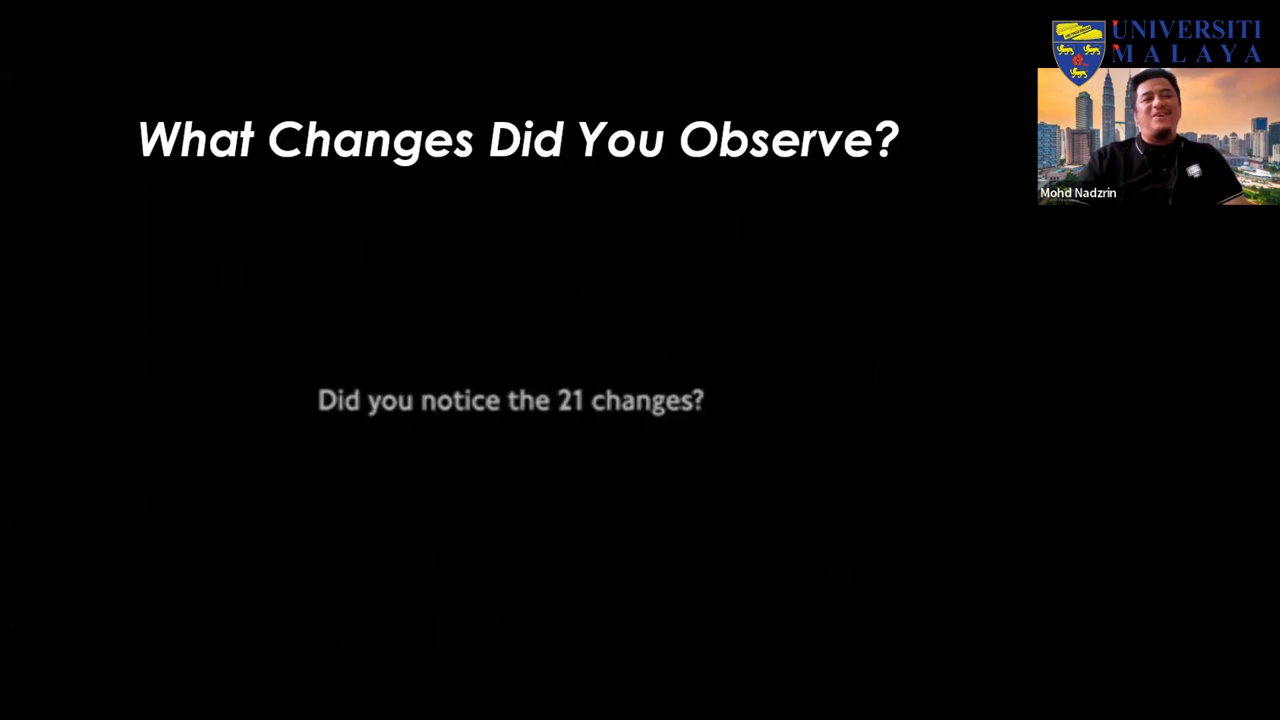 UNIVERSITI
MALAYA
What Changes Did You Observe?
Mohd Nadzrin
Did you notice the 21 changes?